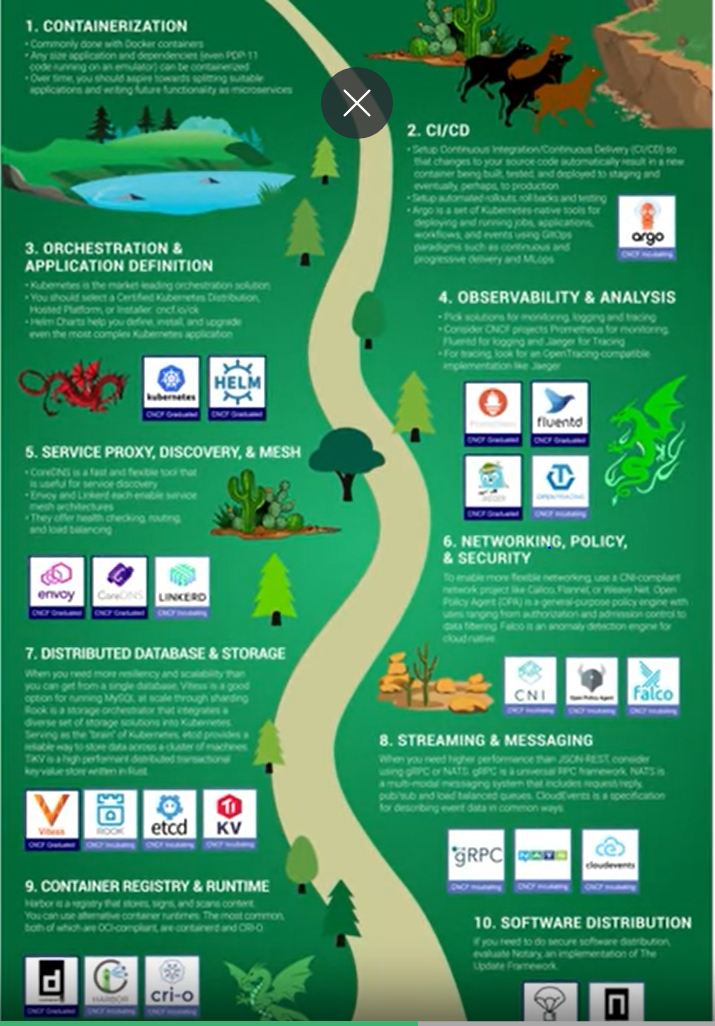 1. CONTAINERIZATION
• Commonly done with Docker containers
• Any size application and dependencies (even PDP-11
code running on an emulator) can be containerized
• Over time, you should aspire towards splitting suitable
applications and writing future functionality as microservices
2. CI/CD
• Setup Continuous Integration/Continuous Delivery (CI/CD) so
that changes to your source code automatically result in a new
container being built, tested, and deployed to staging and
eventually, perhaps, to production
• Setup automated rollouts, roll backs and testing
• Argo is a set of Kubernetes-native tools for
deploying and running jobs, applications,
workflows, and events using GitOps
paradigms such as continuous and
progressive delivery and MLops
argo
CNCF Incubating
3. ORCHESTRATION &
APPLICATION DEFINITION
• Kubernetes is the market-leading orchestration solution
• You should select a Certified Kubernetes Distribution,
Hosted Platform, or Installer: cncf.io/ck
• Helm Charts help you define, install, and upgrade
even the most complex Kubernetes application
kubernetes
CNCF Graduated
HELM
CNCF Graduated
4. OBSERVABILITY & ANALYSIS
• Pick solutions for monitoring, logging and tracing
• Consider CNCF projects Prometheus for monitoring,
Fluentd for logging and Jaeger for Tracing
• For tracing, look for an OpenTracing-compatible
implementation like Jaeger
Prometheus
CNCF Graduated
fluentd
CNCF Graduated
JAEGER
CNCF Graduated
OPENTRACING
CNCF Incubating
5. SERVICE PROXY, DISCOVERY, & MESH
• CoreDNS is a fast and flexible tool that
is useful for service discovery
• Envoy and Linkerd each enable service
mesh architectures
• They offer health checking, routing,
and load balancing
envoy
CNCF Graduated
CoreDNS
CNCF Graduated
LINKERD
CNCF Incubating
6. NETWORKING, POLICY,
& SECURITY
To enable more flexible networking, use a CNI-compliant
network project like Calico, Flannel, or Weave Net. Open
Policy Agent (OPA) is a general-purpose policy engine with
uses ranging from authorization and admission control to
data filtering. Falco is an anomaly detection engine for
cloud native.
CNI
CNCF Incubating
Open Policy Agent
CNCF Incubating
Falco
CNCF Incubating
7. DISTRIBUTED DATABASE & STORAGE
When you need more resiliency and scalability than
you can get from a single database, Vitess is a good
option for running MySQL at scale through sharding.
Rook is a storage orchestrator that integrates a
diverse set of storage solutions into Kubernetes.
Serving as the "brain" of Kubernetes, etcd provides a
reliable way to store data across a cluster of machines.
TiKV is a high performant distributed transactional
key-value store written in Rust.
Vitess
CNCF Graduated
ROOK
CNCF Incubating
etcd
CNCF Incubating
KV
CNCF Incubating
8. STREAMING & MESSAGING
When you need higher performance than JSON-REST, consider
using gRPC or NATS. gRPC is a universal RPC framework. NATS is
a multi-modal messaging system that includes request/reply,
pub/sub and load balanced queues. CloudEvents is a specification
for describing event data in common ways.
gRPC
CNCF Incubating
NATS
CNCF Incubating
cloudevents
CNCF Incubating
9. CONTAINER REGISTRY & RUNTIME
Harbor is a registry that stores, signs, and scans content.
You can use alternative container runtimes. The most common,
both of which are OCI-compliant, are containerd and CRI-O.
CNCF Graduated
HARBOR
CNCF Incubating
cri-o
CNCF Incubating
10. SOFTWARE DISTRIBUTION
If you need to do secure software distribution,
evaluate Notary, an implementation of The
Update Framework.